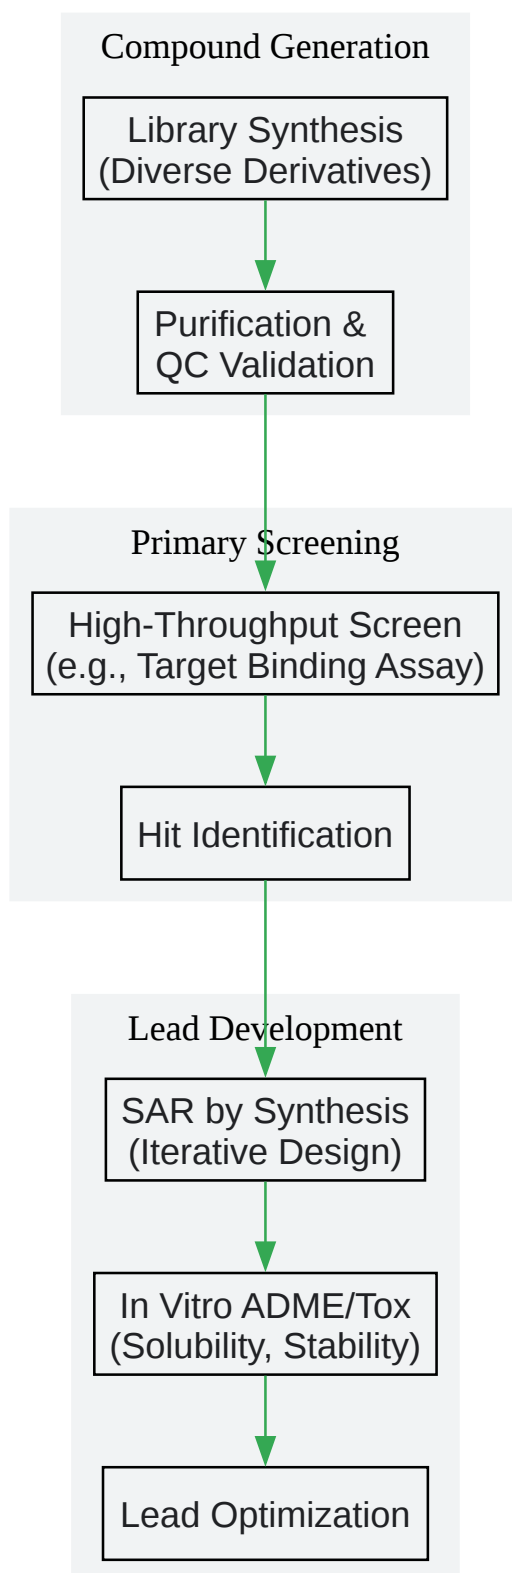 Compound Generation
Library Synthesis
(Diverse Derivatives)
Purification &
QC Validation
Primary Screening
High-Throughput Screen
(e.g., Target Binding Assay)
Hit Identification
Lead Development
SAR by Synthesis
(Iterative Design)
In Vitro ADME/Tox
(Solubility, Stability)
Lead Optimization